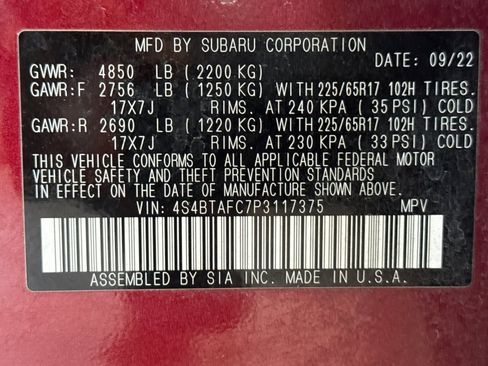 MFD BY SUBARU CORPORATION
DATE: 09/22
GVWR: 4850 LB (2200 KG)
GAWR:F 2756 LB (1250 KG) WITH 225/65R17 102H TIRES.
17X7J RIMS. AT 240 KPA (35 PSI) COLD
GAWR:R 2690 LB (1220 KG) WITH 225/65R17 102H TIRES.
17X7J RIMS. AT 230 KPA (33 PSI) COLD
THIS VEHICLE CONFORMS TO ALL APPLICABLE FEDERAL MOTOR
VEHICLE SAFETY AND THEFT PREVENTION STANDARDS
IN EFFECT ON THE DATE OF MANUFACTURE SHOWN ABOVE.
VIN: 4S4BTAFC7P3117375 MPV
ASSEMBLED BY SIA INC. MADE IN U.S.A.